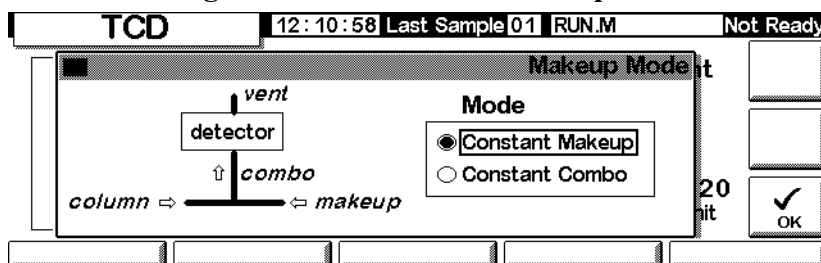 TCD 12:10:58 Last Sample 01 RUN.M Not Ready
Makeup Mode
vent
Mode
detector
Constant Makeup
combo
Constant Combo
column ⇨ ⇦ makeup
20
OK